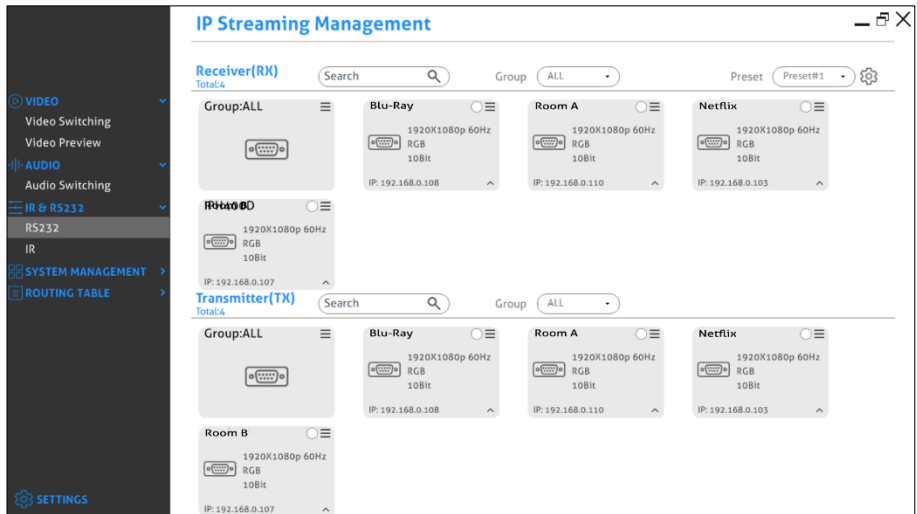 IP Streaming Management
VIDEO
Video Switching
Video Preview
AUDIO
Audio Switching
IR & RS232
RS232
IR
SYSTEM MANAGEMENT
ROUTING TABLE
SETTINGS
Receiver(RX)
Total:4
Search
Group ALL
Preset Preset#1
Group:ALL
Blu-Ray
1920X1080p 60Hz
RGB
10Bit
IP: 192.168.0.108
Room A
1920X1080p 60Hz
RGB
10Bit
IP: 192.168.0.110
Netflix
1920X1080p 60Hz
RGB
10Bit
IP: 192.168.0.103
1920X1080p 60Hz
RGB
10Bit
IP: 192.168.0.107
Transmitter(TX)
Total:4
Search
Group ALL
Group:ALL
Blu-Ray
1920X1080p 60Hz
RGB
10Bit
IP: 192.168.0.108
Room A
1920X1080p 60Hz
RGB
10Bit
IP: 192.168.0.110
Netflix
1920X1080p 60Hz
RGB
10Bit
IP: 192.168.0.103
Room B
1920X1080p 60Hz
RGB
10Bit
IP: 192.168.0.107